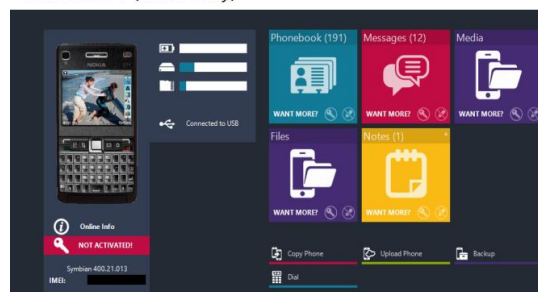 NOKIA
Connected to USB
Online Info
NOT ACTIVATED!
Symbian 400.21.013
IMEI:
Phonebook (191)
WANT MORE?
Messages (12)
WANT MORE?
Media
WANT MORE?
Files
WANT MORE?
Notes (1)
WANT MORE?
Copy Phone
Upload Phone
Backup
Dial